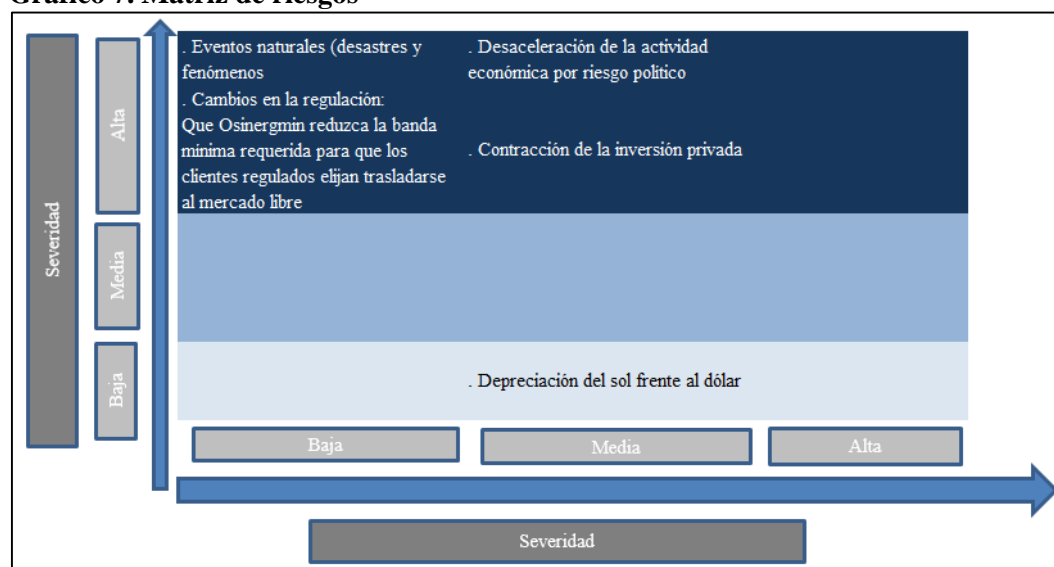 Gráfico 7. Matriz de riesgos
Severidad
Alta
Media
Baja
. Eventos naturales (desastres y
fenómenos
. Cambios en la regulación:
Que Osinergmin reduzca la banda
mínima requerida para que los
clientes regulados elijan trasladarse
al mercado libre
. Desaceleración de la actividad
económica por riesgo político
. Contracción de la inversión privada
. Depreciación del sol frente al dólar
Baja
Media
Alta
Severidad